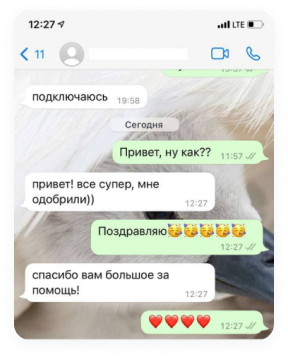 12:27
LTE
11
подключаюсь 19:58
Сегодня
Привет, ну как?? 11:57
привет! все супер, мне
одобрили)) 12:27
Поздравляю🥳🥳🥳🥳🥳
12:27
спасибо вам большое за
помощь! 12:27
❤️❤️❤️❤️ 12:27